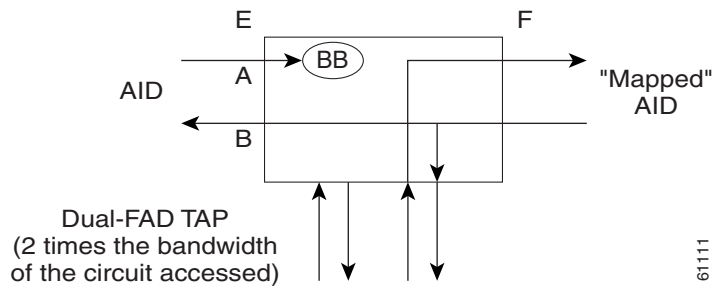 E
F
BB
A
AID
"Mapped"
AID
B
Dual-FAD TAP
(2 times the bandwidth
of the circuit accessed)
61111